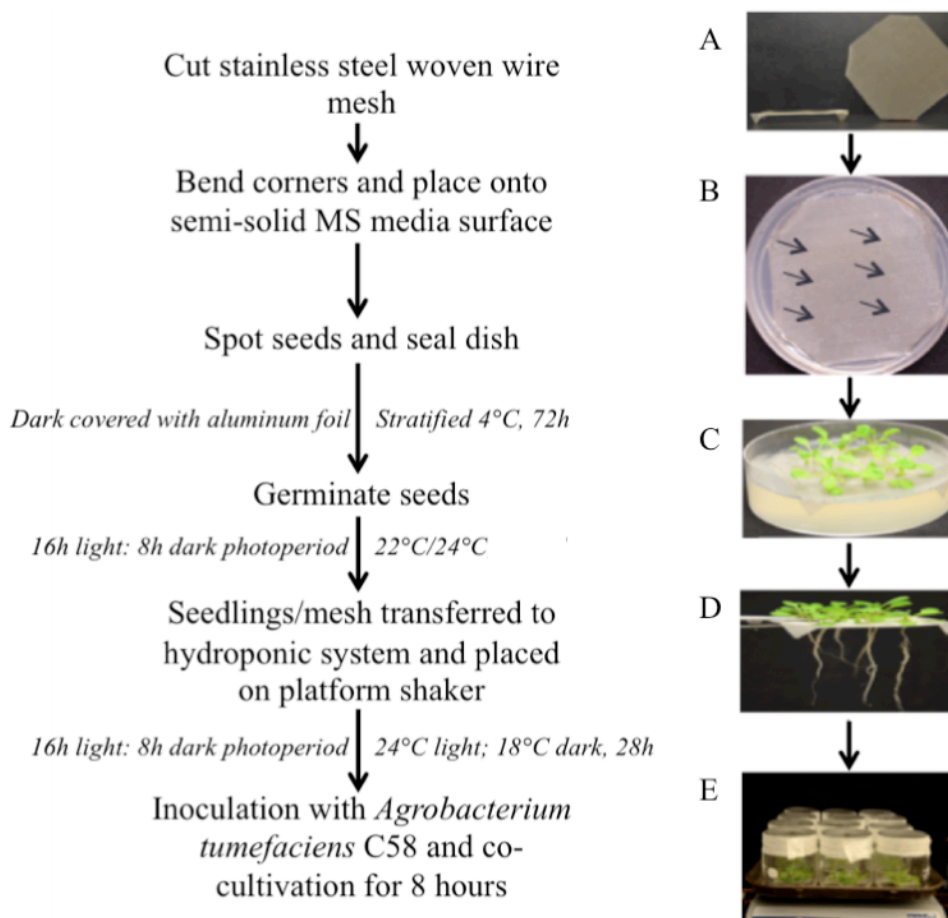 Cut stainless steel woven wire
mesh
Bend corners and place onto
semi-solid MS media surface
Spot seeds and seal dish
Dark covered with aluminum foil Stratified 4°C, 72h
Germinate seeds
16h light: 8h dark photoperiod 22°C/24°C
Seedlings/mesh transferred to
hydroponic system and placed
on platform shaker
16h light: 8h dark photoperiod 24°C light; 18°C dark, 28h
Inoculation with Agrobacterium
tumefaciens C58 and co-
cultivation for 8 hours
A
B
C
D
E